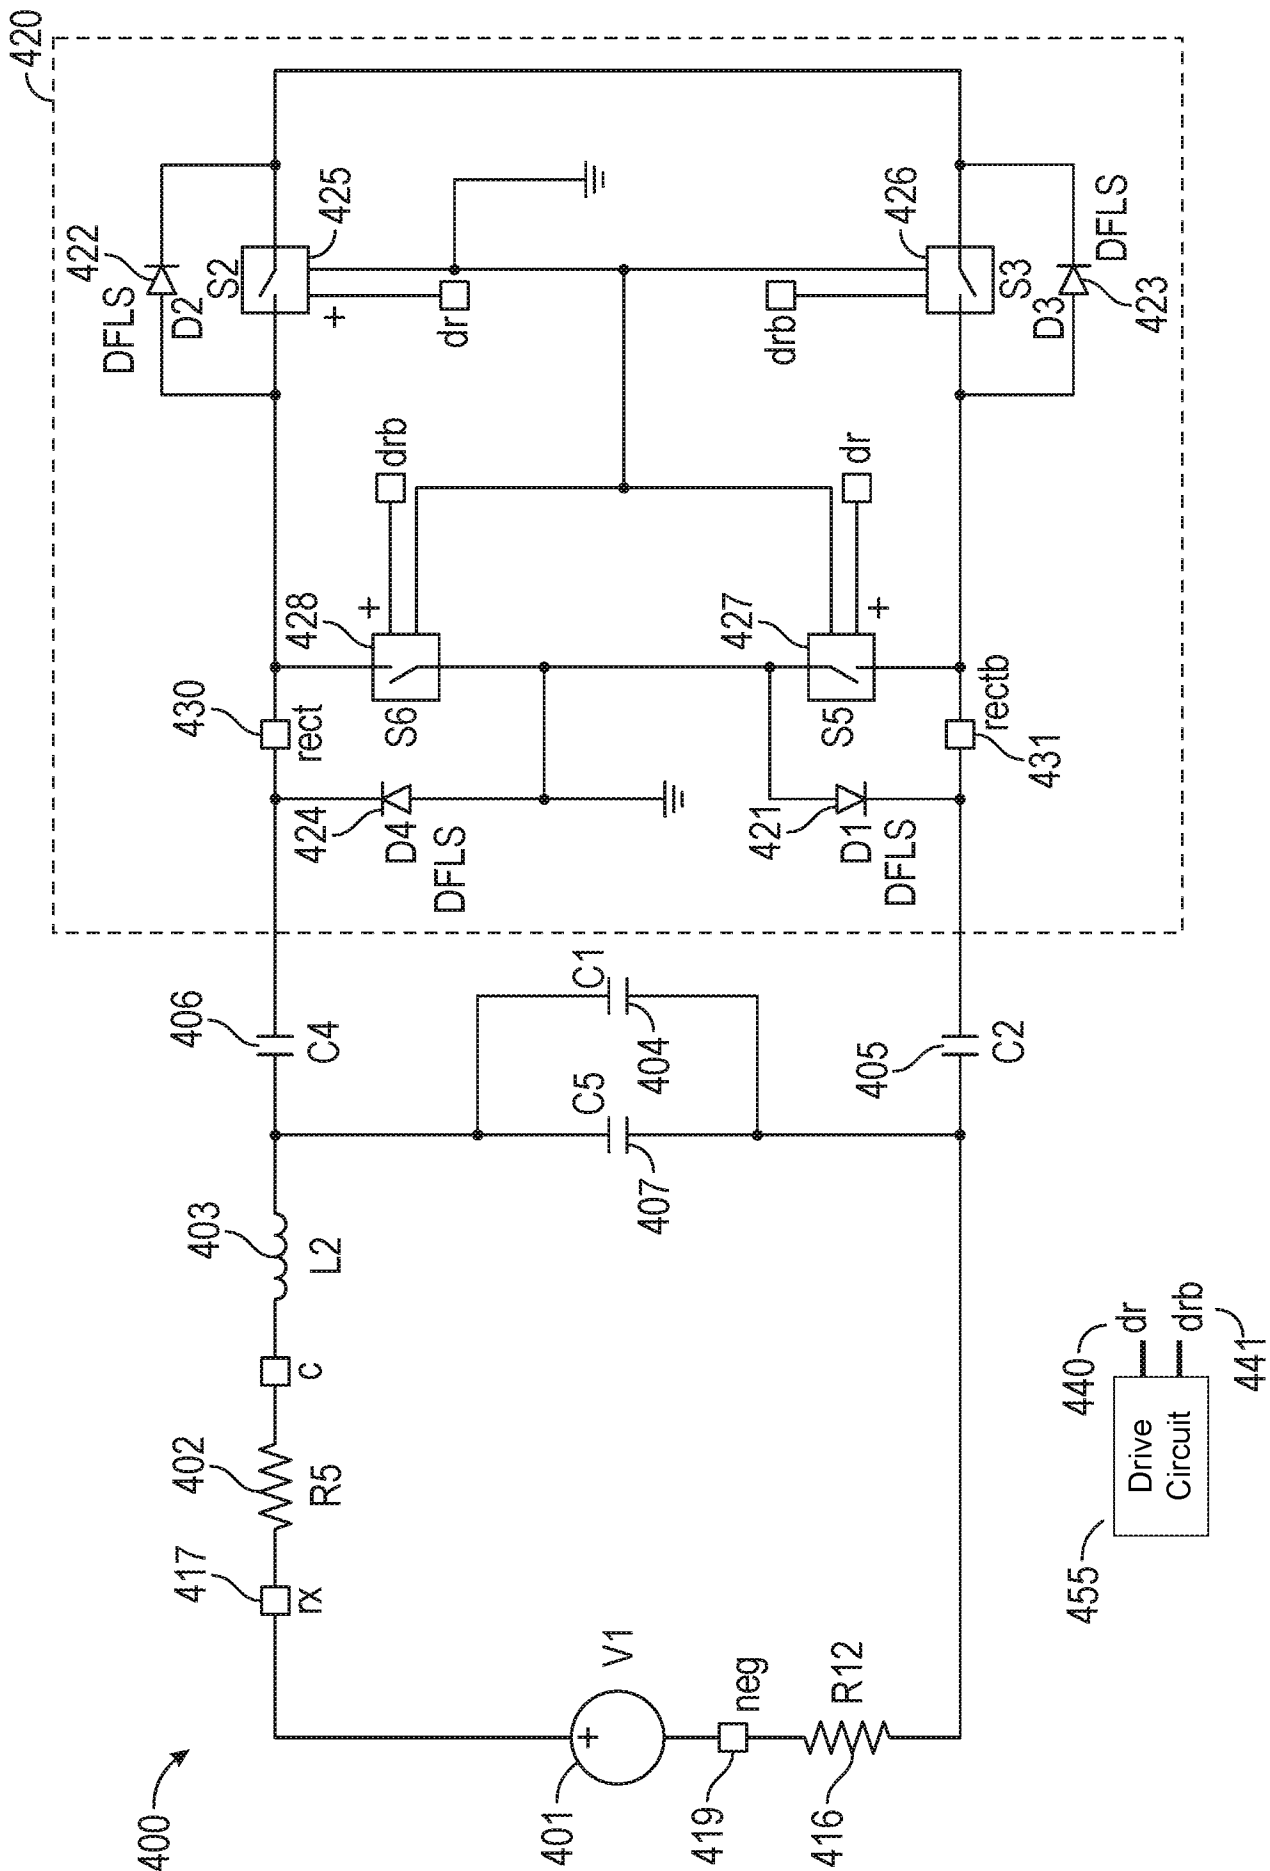 400
401
V1
419
neg
416
R12
417
rx
402
R5
c
403
L2
406
C4
C5
407
C1
404
405
C2
420
430
rect
424
D4
DFLS
428
S6
+
drb
421
D1
DFLS
427
S5
+
dr
431
rectb
422
DFLS
D2
S2
425
+
dr
drb
426
S3
D3
423
DFLS
455
Drive
Circuit
440
dr
drb
441
+